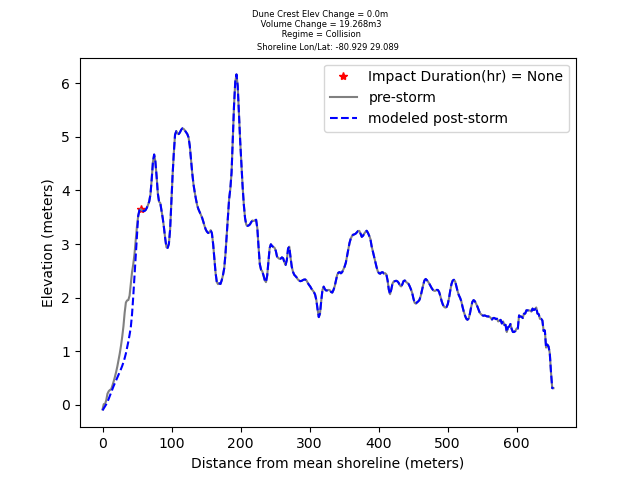 Dune Crest Elev Change = 0.0m
Volume Change = 19.268m3
Regime = Collision
Shoreline Lon/Lat: -80.929 29.089
Impact Duration(hr) = None
pre-storm
modeled post-storm
Elevation (meters)
6
5
4
3
2
1
0
0 100 200 300 400 500 600
Distance from mean shoreline (meters)